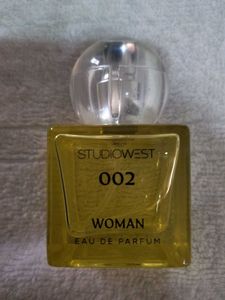 STUDIOWEST
002
WOMAN
EAU DE PARFUM